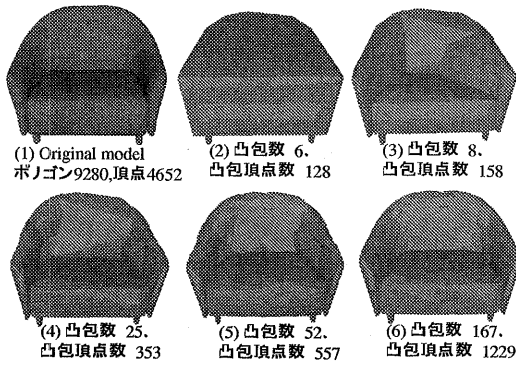 (1) Original model
ポリゴン9280,頂点4652
(2) 凸包数 6、
凸包頂点数 128
(3) 凸包数 8、
凸包頂点数 158
(4) 凸包数 25、
凸包頂点数 353
(5) 凸包数 52、
凸包頂点数 557
(6) 凸包数 167、
凸包頂点数 1229